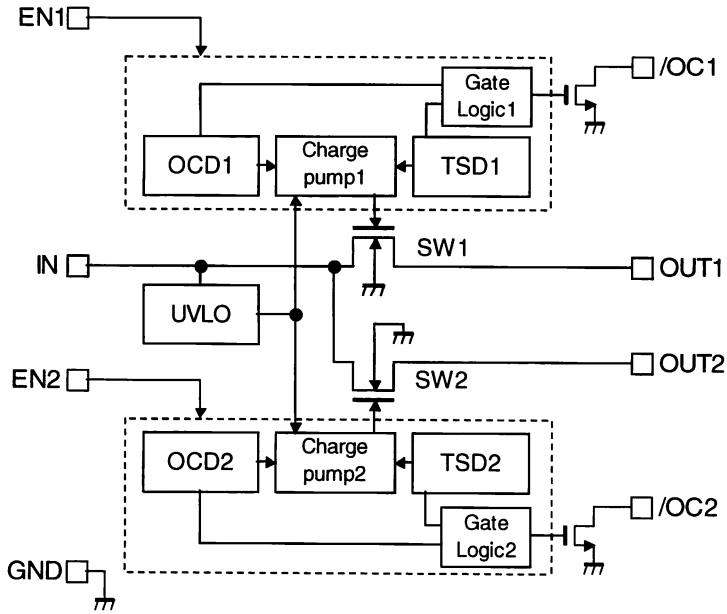 EN1
/OC1
Gate
Logic1
OCD1
Charge
pump1
TSD1
IN
SW1
OUT1
UVLO
EN2
SW2
OUT2
OCD2
Charge
pump2
TSD2
/OC2
Gate
Logic2
GND